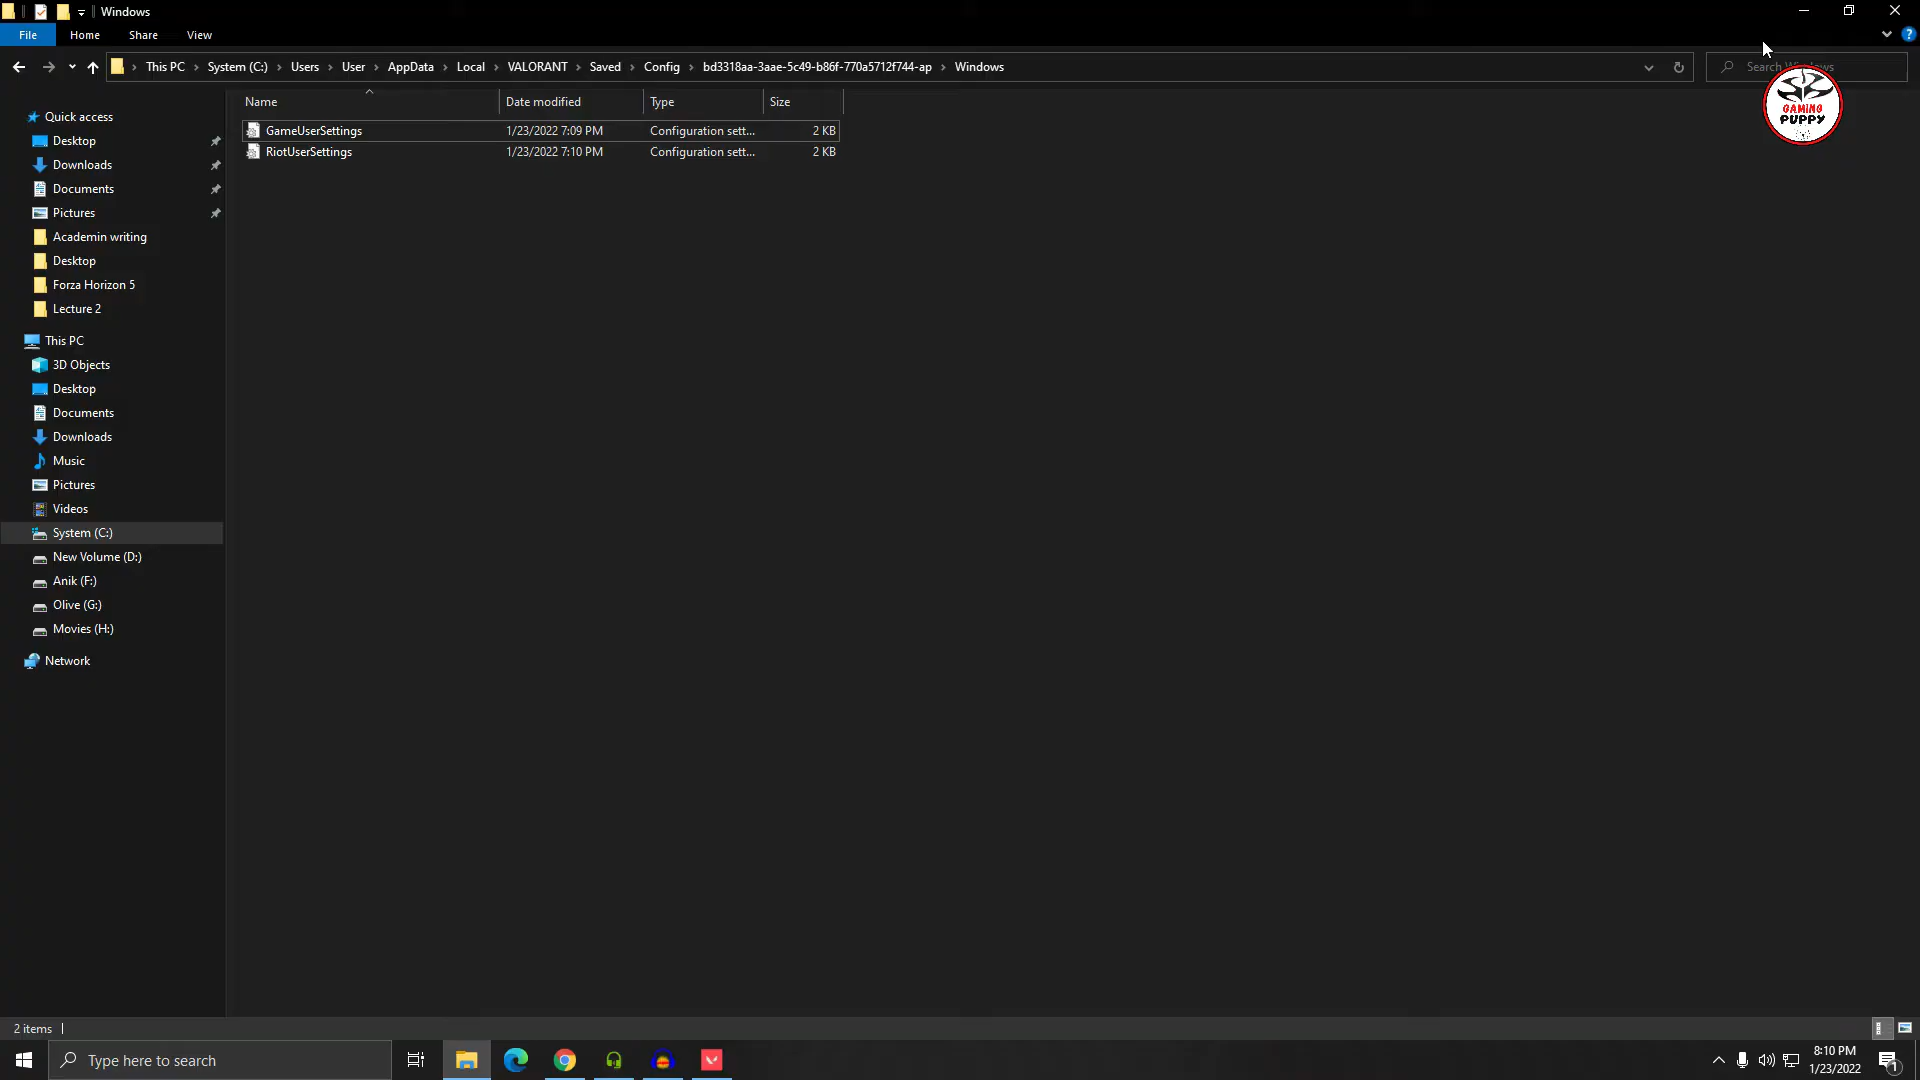 Windows
File Home Share View
This PC System (C:) Users User AppData Local VALORANT Saved Config bd3318aa-3aae-5c49-b86f-770a5712f744-ap Windows
Search Windows
GAMING
PUPPY
Name Date modified Type Size
GameUserSettings 1/23/2022 7:09 PM Configuration sett... 2 KB
RiotUserSettings 1/23/2022 7:10 PM Configuration sett... 2 KB
Quick access
Desktop
Downloads
Documents
Pictures
Academin writing
Desktop
Forza Horizon 5
Lecture 2
This PC
3D Objects
Desktop
Documents
Downloads
Music
Pictures
Videos
System (C:)
New Volume (D:)
Anik (F:)
Olive (G:)
Movies (H:)
Network
2 items
Type here to search
8:10 PM
1/23/2022
1